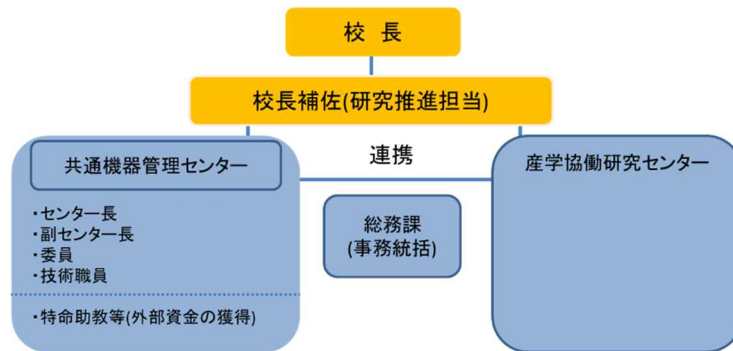 校 長
校長補佐(研究推進担当)
連携
共通機器管理センター
・センター長
・副センター長
・委員
・技術職員
・特命助教等(外部資金の獲得)
総務課
(事務統括)
産学協働研究センター